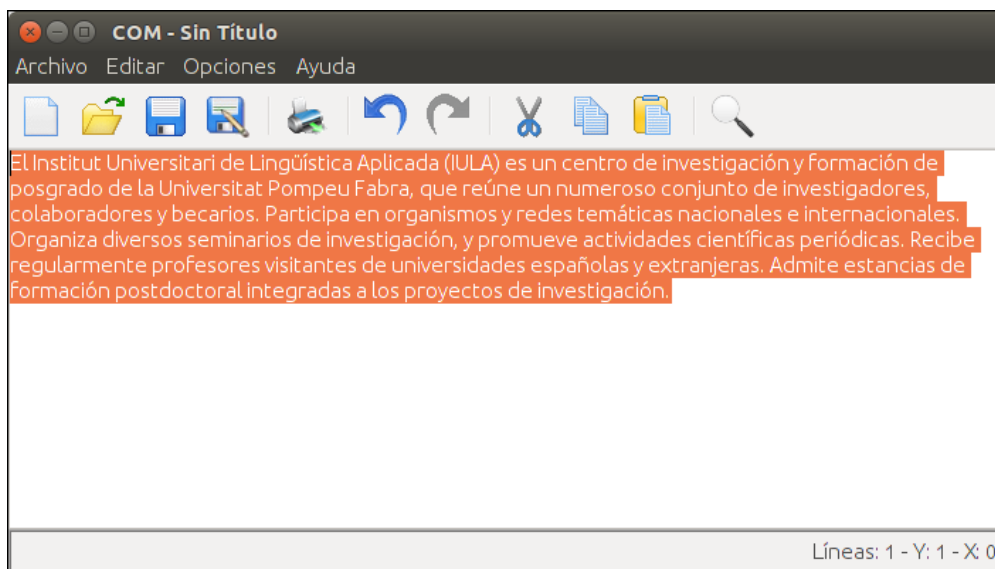 COM - Sin Título
Archivo Editar Opciones Ayuda
El Institut Universitari de Lingüística Aplicada (IULA) es un centro de investigación y formación de
posgrado de la Universitat Pompeu Fabra, que reúne un numeroso conjunto de investigadores,
colaboradores y becarios. Participa en organismos y redes temáticas nacionales e internacionales.
Organiza diversos seminarios de investigación, y promueve actividades científicas periódicas. Recibe
regularmente profesores visitantes de universidades españolas y extranjeras. Admite estancias de
formación postdoctoral integradas a los proyectos de investigación.
Líneas: 1 - Y: 1 - X: 0